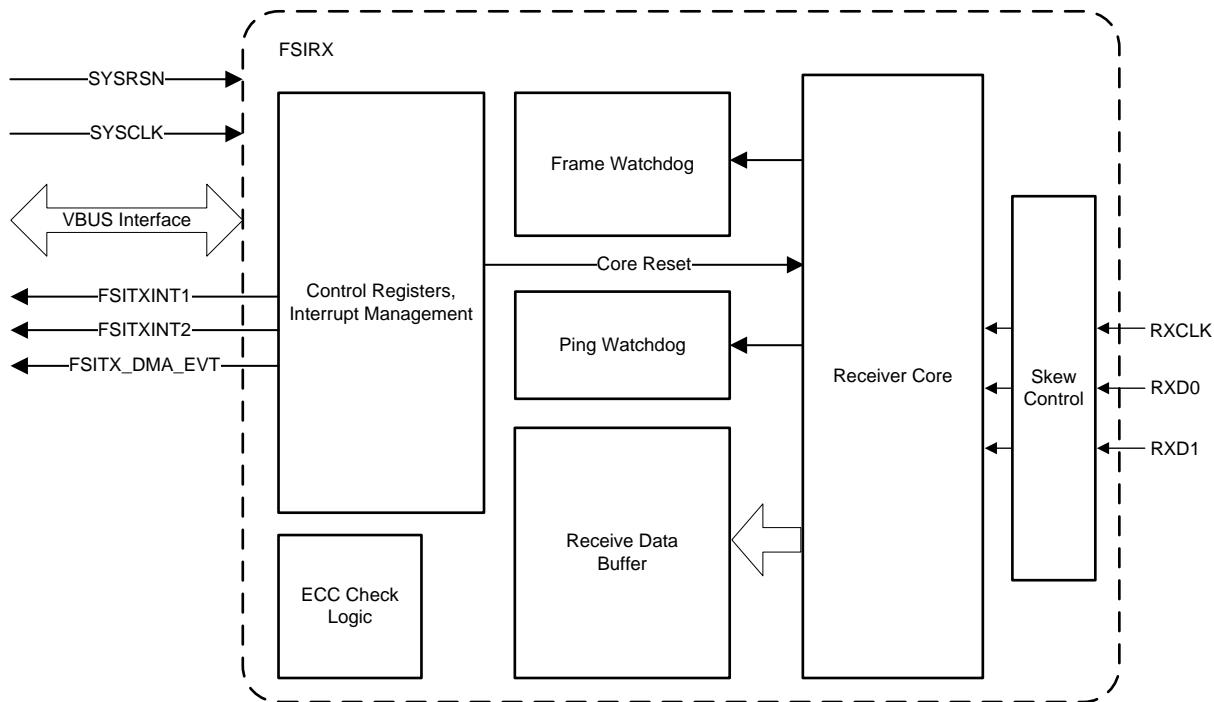 FSIRX
SYSRSN
SYSCLK
VBUS Interface
FSITXINT1
FSITXINT2
FSITX_DMA_EVT
Control Registers,
Interrupt Management
ECC Check
Logic
Frame Watchdog
Core Reset
Ping Watchdog
Receive Data
Buffer
Receiver Core
Skew
Control
RXCLK
RXD0
RXD1